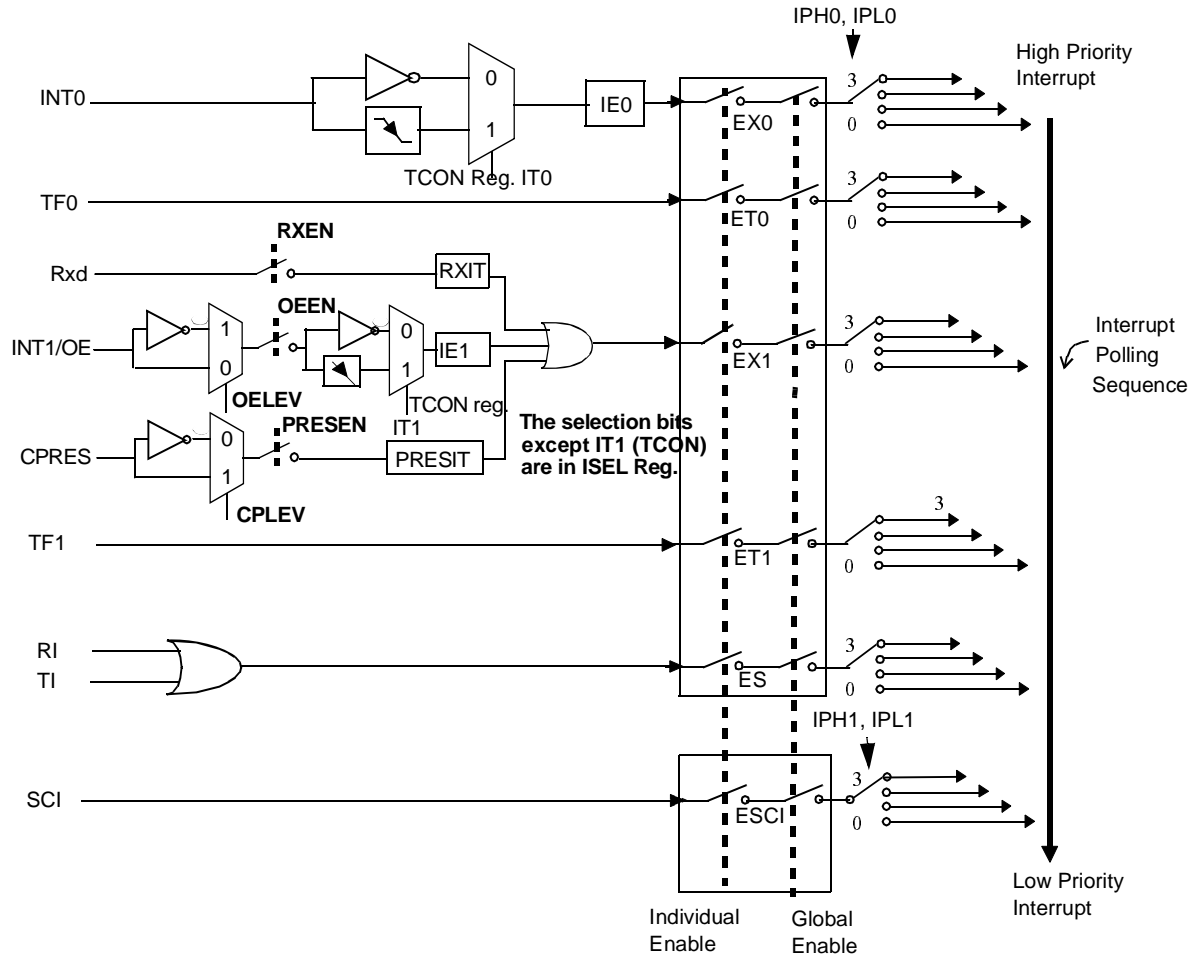 IPH0, IPL0
High Priority
Interrupt
INT0
0
1
IE0
EX0
3
0
TCON Reg. IT0
TF0
ET0
3
0
RXEN
Rxd
RXIT
OEEN
INT1/OE
1
0
0
1
IE1
EX1
3
0
Interrupt
Polling
Sequence
OELEV
TCON reg.
IT1
The selection bits
except IT1 (TCON)
are in ISEL Reg.
PRESEN
CPRES
0
1
PRESIT
CPLEV
TF1
ET1
3
0
RI
TI
ES
3
0
IPH1, IPL1
SCI
ESCI
3
0
Low Priority
Interrupt
Individual
Enable
Global
Enable